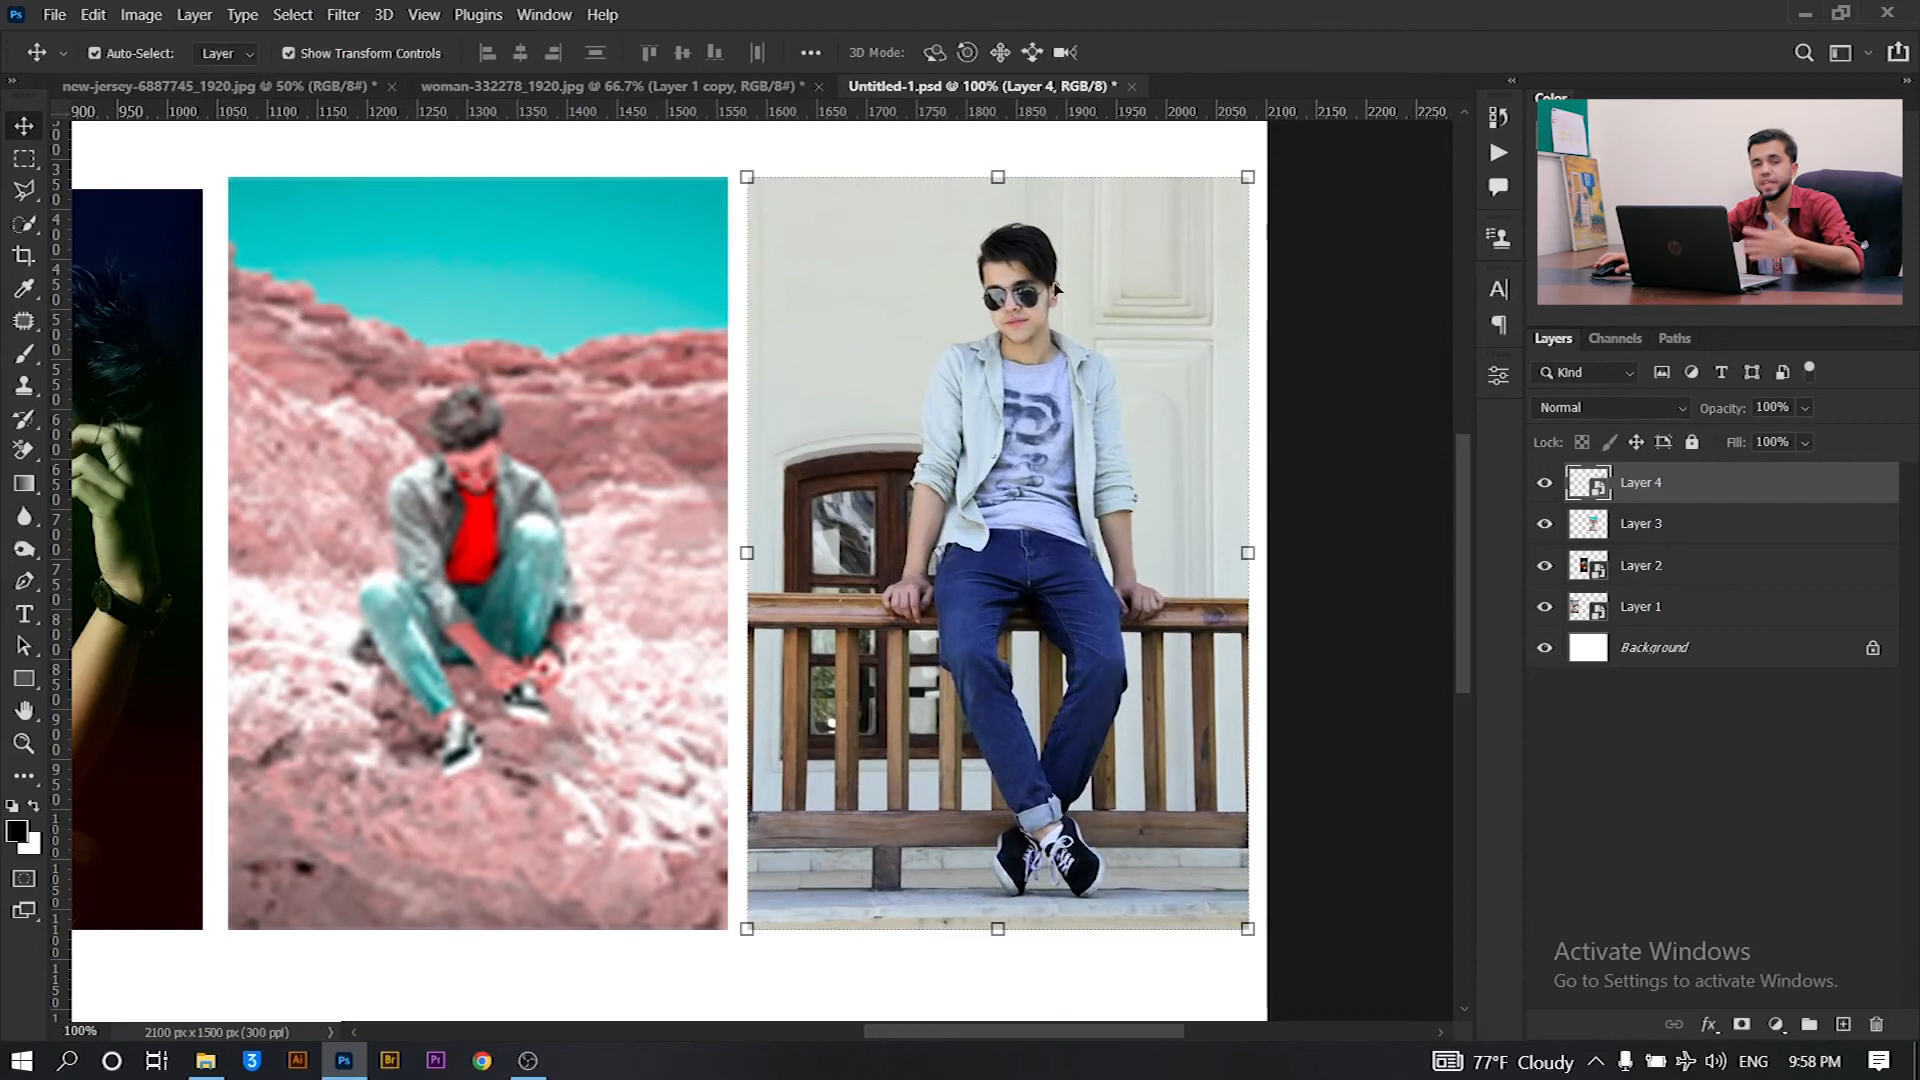 Ps File Edit Image Layer Type Select Filter 3D View Plugins Window Help
Auto-Select: Layer Show Transform Controls 3D Mode:
new-jersey-6887745_1920.jpg @ 50% (RGB/8#) * woman-332278_1920.jpg @ 66.7% (Layer 1 copy, RGB/8#) * Untitled-1.psd @ 100% (Layer 4, RGB/8) *
900 950 1000 1050 1100 1150 1200 1250 1300 1350 1400 1450 1500 1550 1600 1650 1700 1750 1800 1850 1900 1950 2000 2050 2100 2150 2200 2250
Color
Layers Channels Paths
Kind
Normal Opacity: 100%
Lock: Fill: 100%
Layer 4
Layer 3
Layer 2
Layer 1
Background
Activate Windows
Go to Settings to activate Windows.
100% 2100 px x 1500 px (300 ppi)
Ai Ps Br Pr 77°F Cloudy ENG 9:58 PM